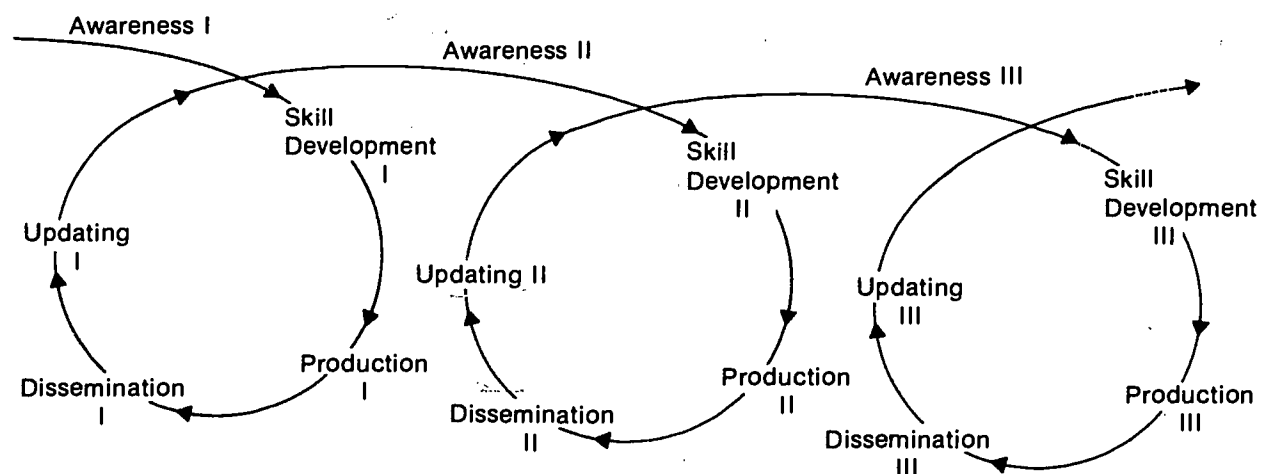 Awareness I
Awareness II
Awareness III
Skill
Development
I
Skill
Development
II
Skill
Development
III
Updating
I
Updating II
Updating
III
Production
I
Production
II
Production
III
Dissemination
I
Dissemination
II
Dissemination
III